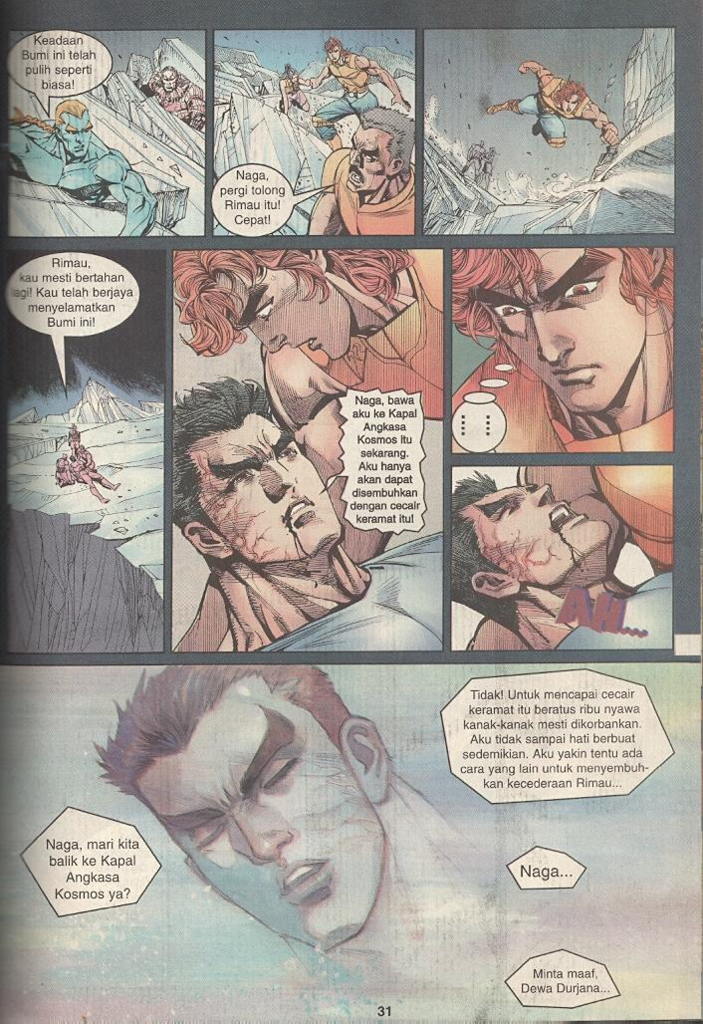 Keadaan
Bumi ini telah
pulih seperti
biasa!
Naga,
pergi tolong
Rimau itu!
Cepat!
Rimau,
kau mesti bertahan
lagi! Kau telah berjaya
menyelamatkan
Bumi ini!
Naga, bawa
aku ke Kapal
Angkasa
Kosmos itu
sekarang.
Aku hanya
akan dapat
disembuhkan
dengan cecair
keramat itu!
AH...
Tidak! Untuk mencapai cecair
keramat itu beratus ribu nyawa
kanak-kanak mesti dikorbankan.
Aku tidak sampai hati berbuat
sedemikian. Aku yakin tentu ada
cara yang lain untuk menyembuh-
kan kecederaan Rimau...
Naga, mari kita
balik ke Kapal
Angkasa
Kosmos ya?
Naga...
Minta maaf,
Dewa Durjana...
31